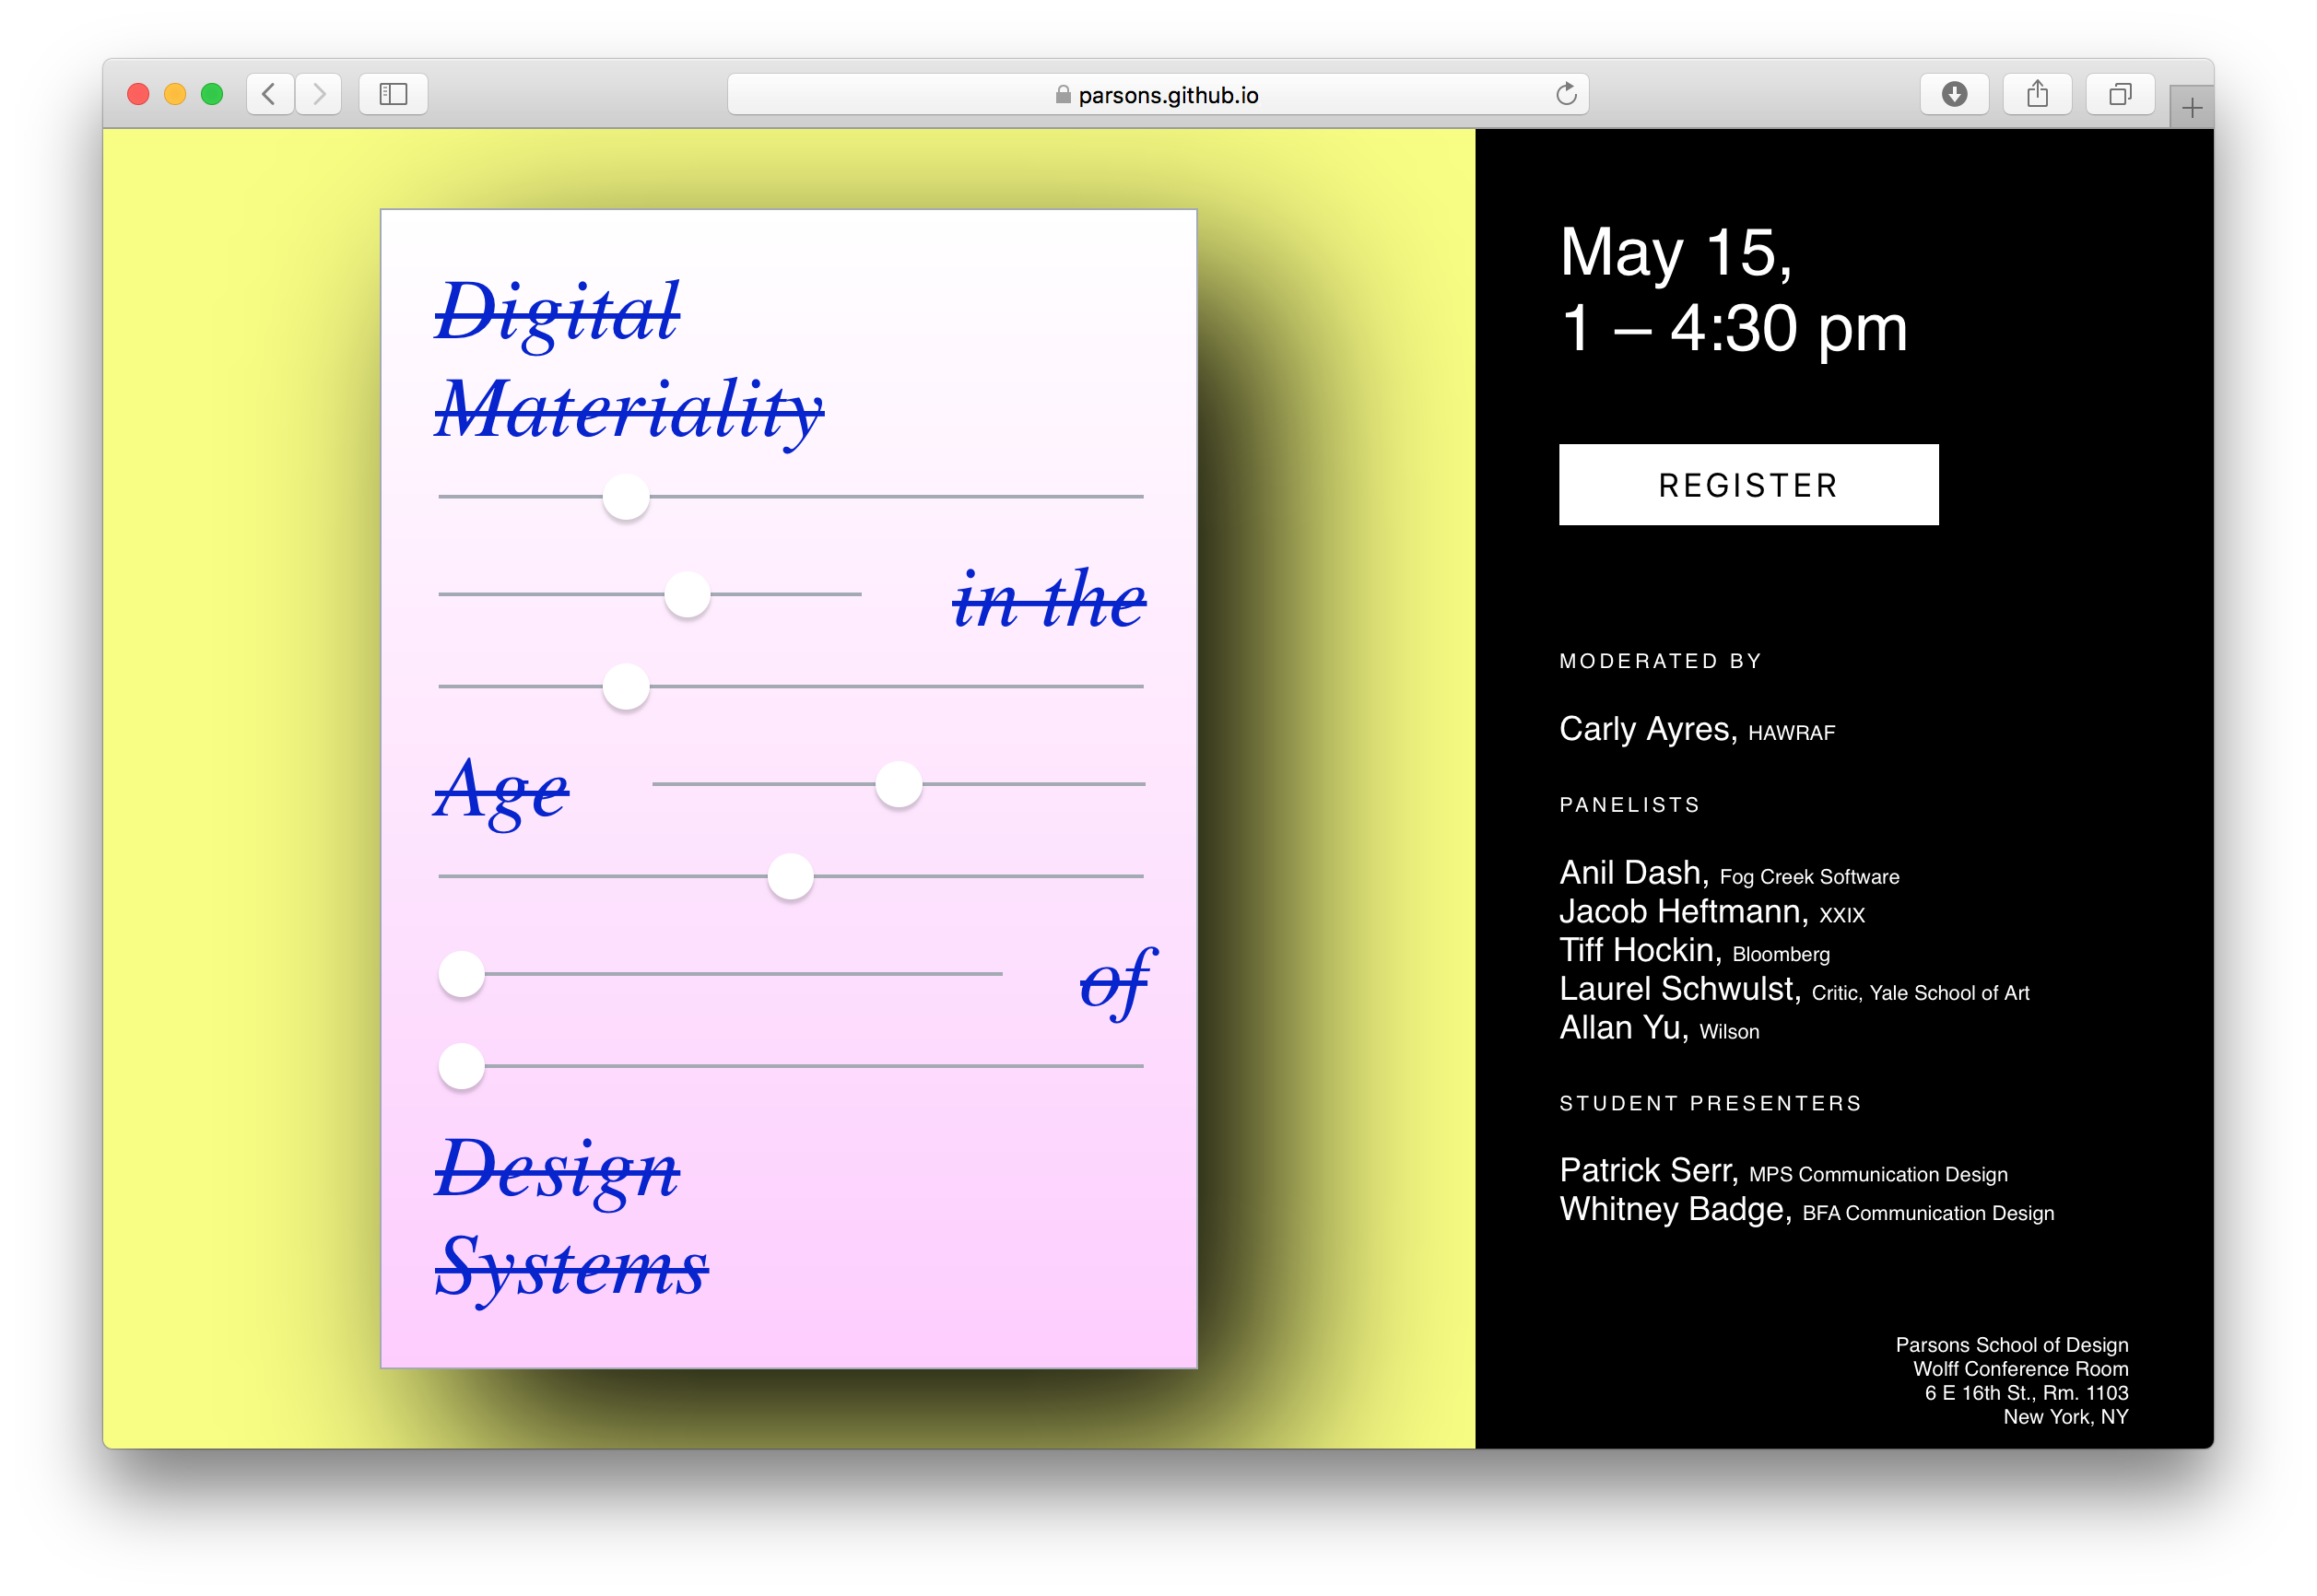 parsons.github.io
Digital
Materiality
in the
Age
of
Design
Systems
May 15,
1 – 4:30 pm
REGISTER
MODERATED BY
Carly Ayres, HAWRAF
PANELISTS
Anil Dash, Fog Creek Software
Jacob Heftmann, XXIX
Tiff Hockin, Bloomberg
Laurel Schwulst, Critic, Yale School of Art
Allan Yu, Wilson
STUDENT PRESENTERS
Patrick Serr, MPS Communication Design
Whitney Badge, BFA Communication Design
Parsons School of Design
Wolff Conference Room
6 E 16th St., Rm. 1103
New York, NY